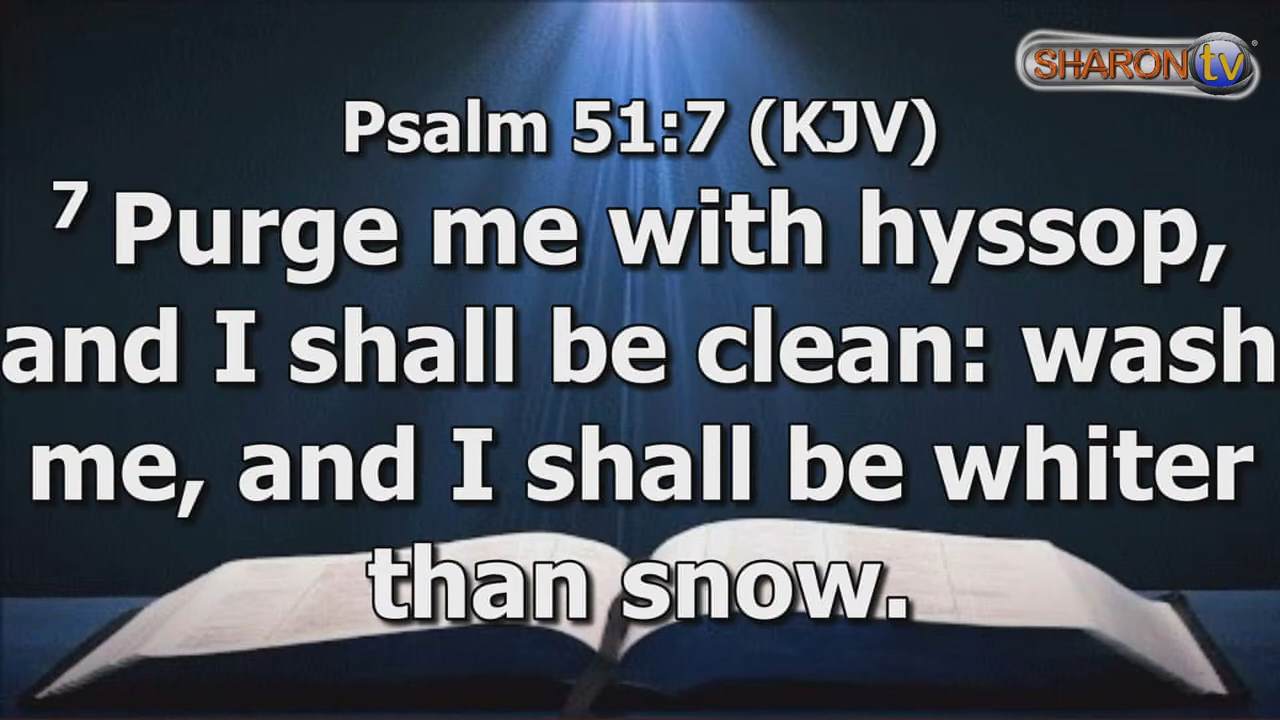 SHARON tv
Psalm 51:7 (KJV)
7 Purge me with hyssop,
and I shall be clean: wash
me, and I shall be whiter
than snow.